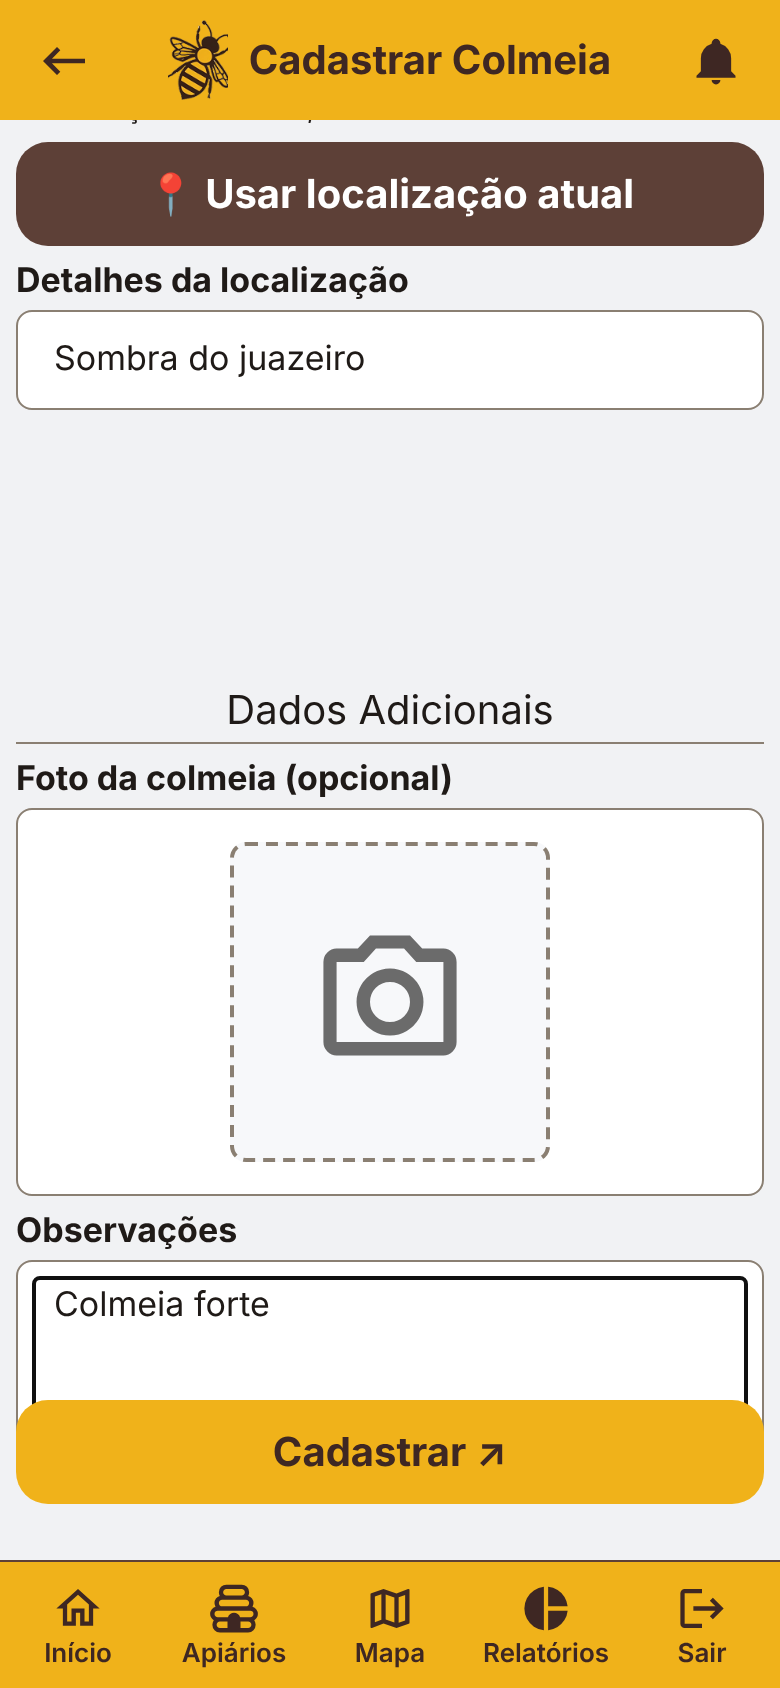 Cadastrar Colmeia
Usar localização atual
Detalhes da localização
Sombra do juazeiro
Dados Adicionais
Foto da colmeia (opcional)
Observações
Colmeia forte
Cadastrar
Início
Apiários
Mapa
Relatórios
Sair